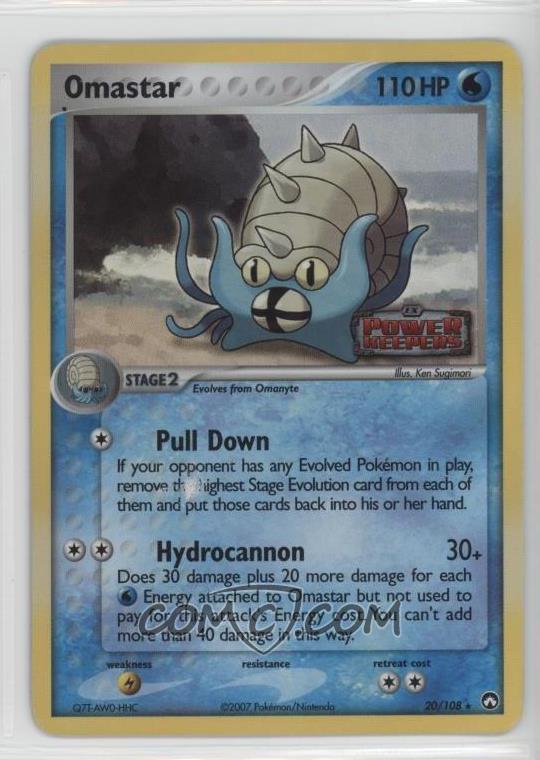 Omastar 110 HP
EX
POWER
KEEPERS
Illus. Ken Sugimori
STAGE 2
Evolves from Omanyte
Pull Down
If your opponent has any Evolved Pokémon in play,
remove the highest Stage Evolution card from each of
them and put those cards back into his or her hand.
Hydrocannon 30+
Does 30 damage plus 20 more damage for each
Energy attached to Omastar but not used to
pay for this attack's Energy cost. You can't add
more than 40 damage in this way.
COMC.COM
weakness resistance retreat cost
Q7T-AW0-HHC ©2007 Pokémon/Nintendo 20/108 ★